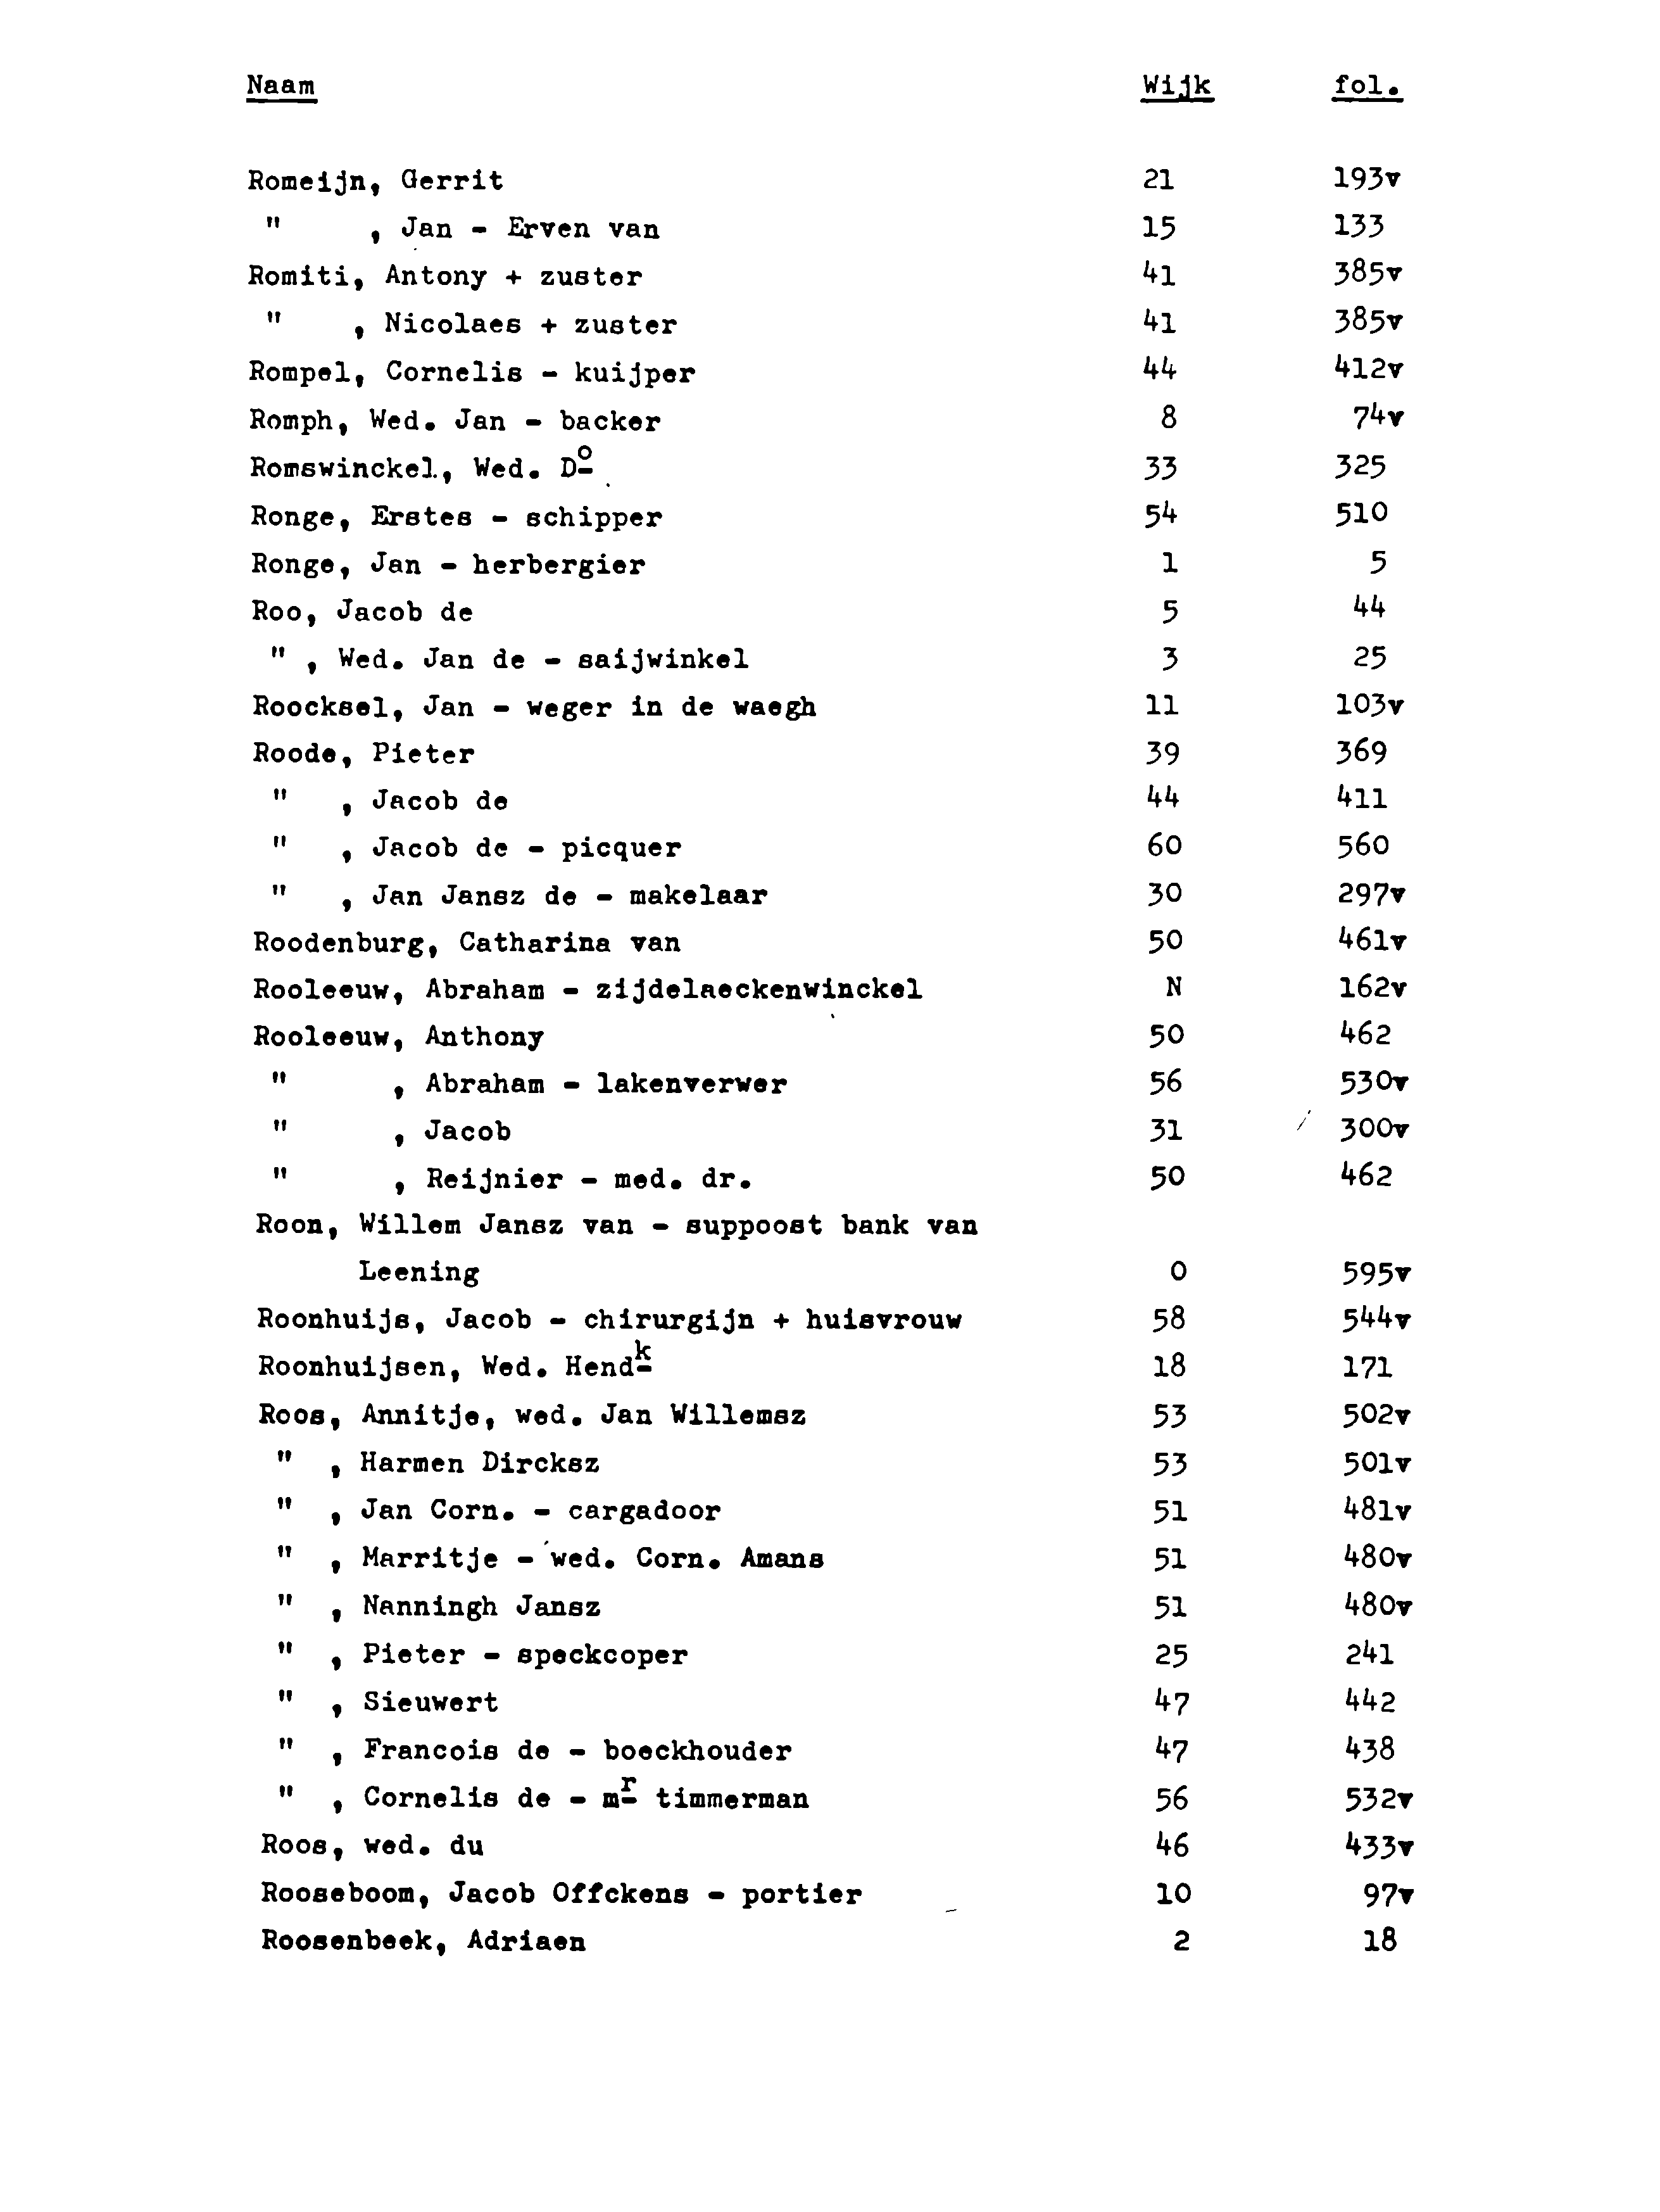 Naam Wijk fol.
Romeijn, Gerrit 21 193v
" , Jan - Erven van 15 133
Romiti, Antony + zuster 41 385v
" , Nicolaes + zuster 41 385v
Rompel, Cornelis - kuijper 44 412v
Romph, Wed. Jan - backer 8 74v
Romswinckel, Wed. Dº 33 325
Ronge, Erstes - schipper 54 510
Ronge, Jan - herbergier 1 5
Roo, Jacob de 5 44
" , Wed. Jan de - saijwinkel 3 25
Roocksel, Jan - weger in de waegh 11 103v
Roode, Pieter 39 369
" , Jacob de 44 411
" , Jacob de - picquer 60 560
" , Jan Jansz de - makelaar 30 297v
Roodenburg, Catharina van 50 461v
Rooleeuw, Abraham - zijdelaeckenwinckel N 162v
Rooleeuw, Anthony 50 462
" , Abraham - lakenverwer 56 530v
" , Jacob 31 300v
" , Reijnier - med. dr. 50 462
Roon, Willem Jansz van - suppoost bank van
Leening 0 595v
Roonhuijs, Jacob - chirurgijn + huisvrouw 58 544v
Roonhuijsen, Wed. Hendᵏ 18 171
Roos, Annitje, wed. Jan Willemsz 53 502v
" , Harmen Dircksz 53 501v
" , Jan Corn. - cargadoor 51 481v
" , Marritje - wed. Corn. Amans 51 480v
" , Nanningh Jansz 51 480v
" , Pieter - speckcoper 25 241
" , Sieuwert 47 442
" , Francois de - boeckhouder 47 438
" , Cornelis de - mʳ timmerman 56 532v
Roos, wed. du 46 433v
Rooseboom, Jacob Offckens - portier 10 97v
Roosenbeek, Adriaen 2 18